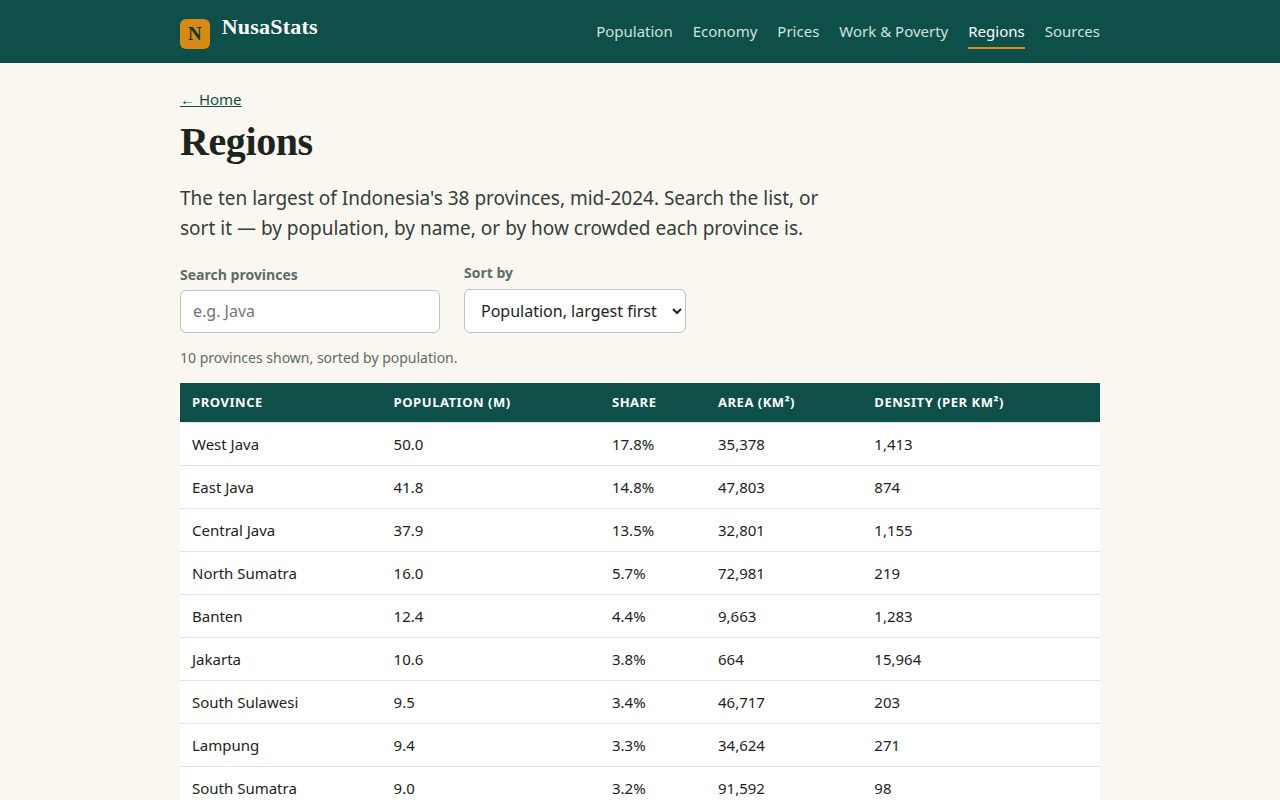 N NusaStats Population Economy Prices Work & Poverty Regions Sources
← Home
Regions
The ten largest of Indonesia's 38 provinces, mid-2024. Search the list, or
sort it — by population, by name, or by how crowded each province is.
Search provinces Sort by
e.g. Java Population, largest first
10 provinces shown, sorted by population.
PROVINCE POPULATION (M) SHARE AREA (KM²) DENSITY (PER KM²)
West Java 50.0 17.8% 35,378 1,413
East Java 41.8 14.8% 47,803 874
Central Java 37.9 13.5% 32,801 1,155
North Sumatra 16.0 5.7% 72,981 219
Banten 12.4 4.4% 9,663 1,283
Jakarta 10.6 3.8% 664 15,964
South Sulawesi 9.5 3.4% 46,717 203
Lampung 9.4 3.3% 34,624 271
South Sumatra 9.0 3.2% 91,592 98